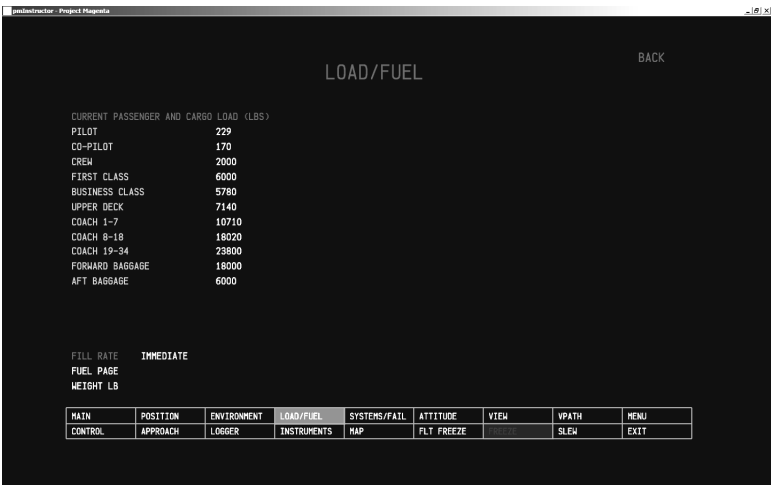 pmInstructor - Project Magenta
BACK
LOAD/FUEL
CURRENT PASSENGER AND CARGO LOAD (LBS)
PILOT 229
CO-PILOT 170
CREW 2000
FIRST CLASS 6000
BUSINESS CLASS 5780
UPPER DECK 7140
COACH 1-7 10710
COACH 8-18 18020
COACH 19-34 23800
FORWARD BAGGAGE 18000
AFT BAGGAGE 6000
FILL RATE IMMEDIATE
FUEL PAGE
WEIGHT LB
MAIN POSITION ENVIRONMENT LOAD/FUEL SYSTEMS/FAIL ATTITUDE VIEW VPATH MENU
CONTROL APPROACH LOGGER INSTRUMENTS MAP FLT FREEZE FREEZE SLEW EXIT